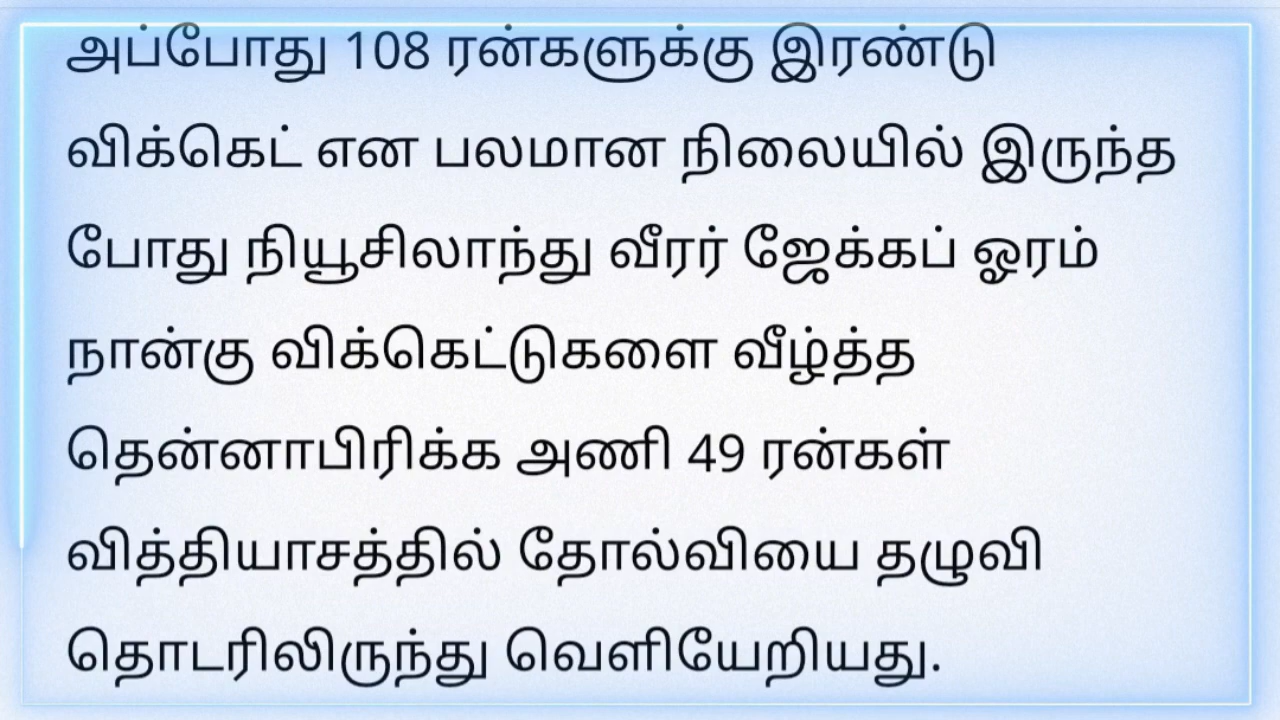 அப்போது 108 ரன்களுக்கு இரண்டு
விக்கெட் என பலமான நிலையில் இருந்த
போது நியூசிலாந்து வீரர் ஜேக்கப் ஓரம்
நான்கு விக்கெட்டுகளை வீழ்த்த
தென்னாபிரிக்க அணி 49 ரன்கள்
வித்தியாசத்தில் தோல்வியை தழுவி
தொடரிலிருந்து வெளியேறியது.